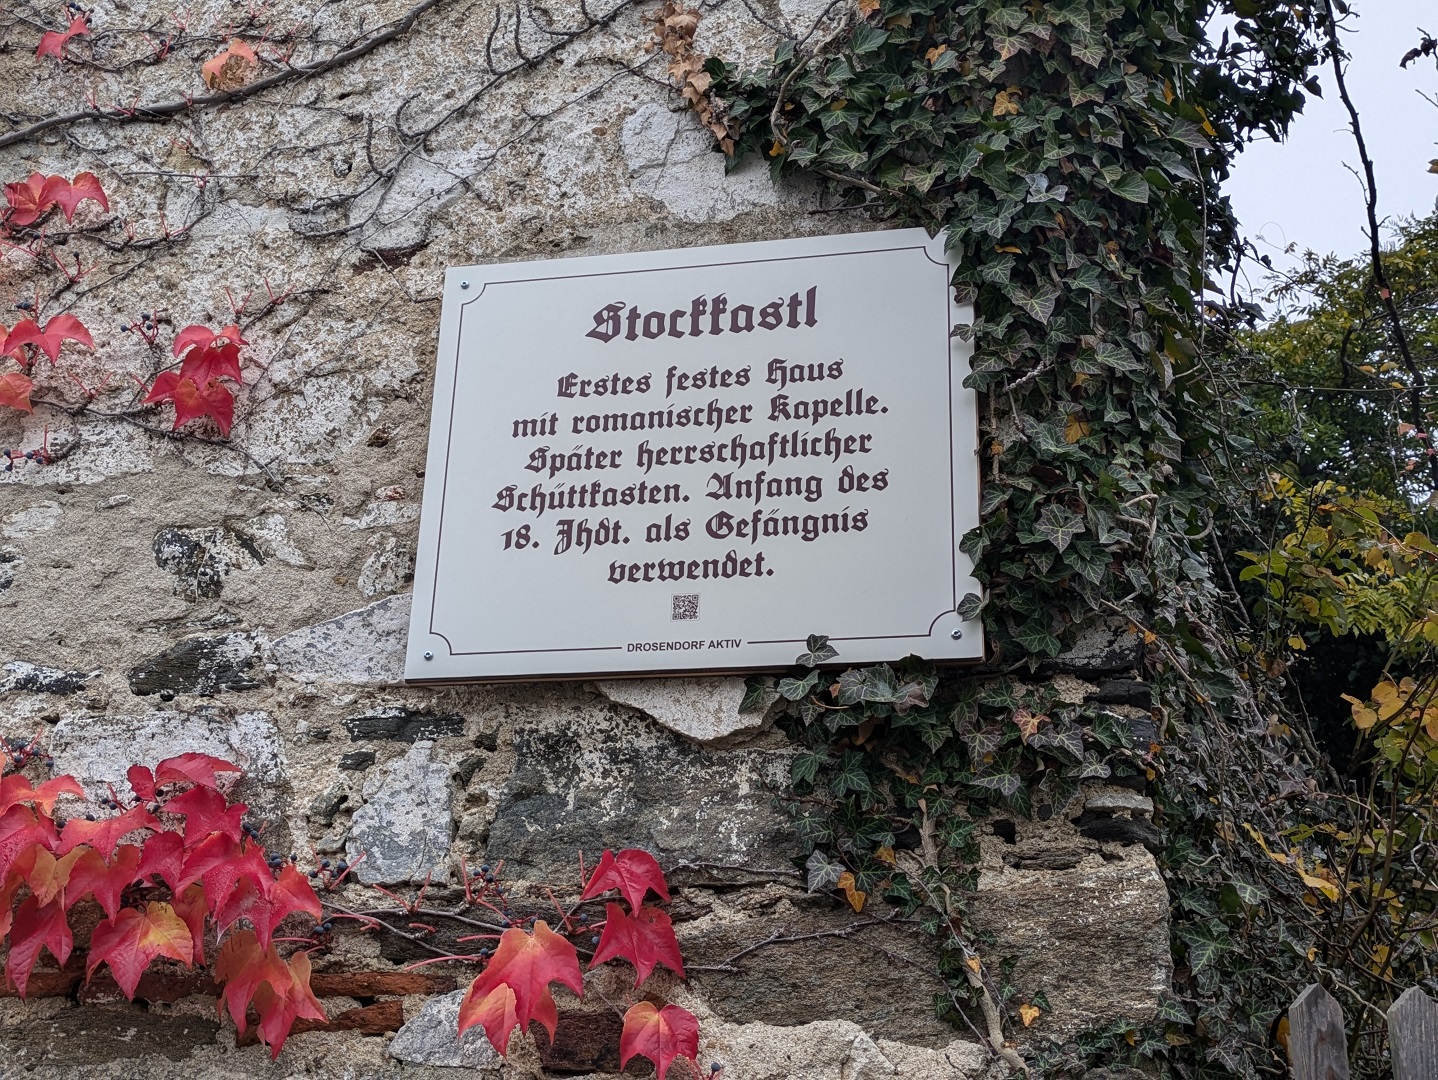 Stockkastl
Erstes festes Haus
mit romanischer Kapelle.
Später herrschaftlicher
Schüttkasten. Anfang des
18. Jhdt. als Gefängnis
verwendet.
DROSENDORF AKTIV